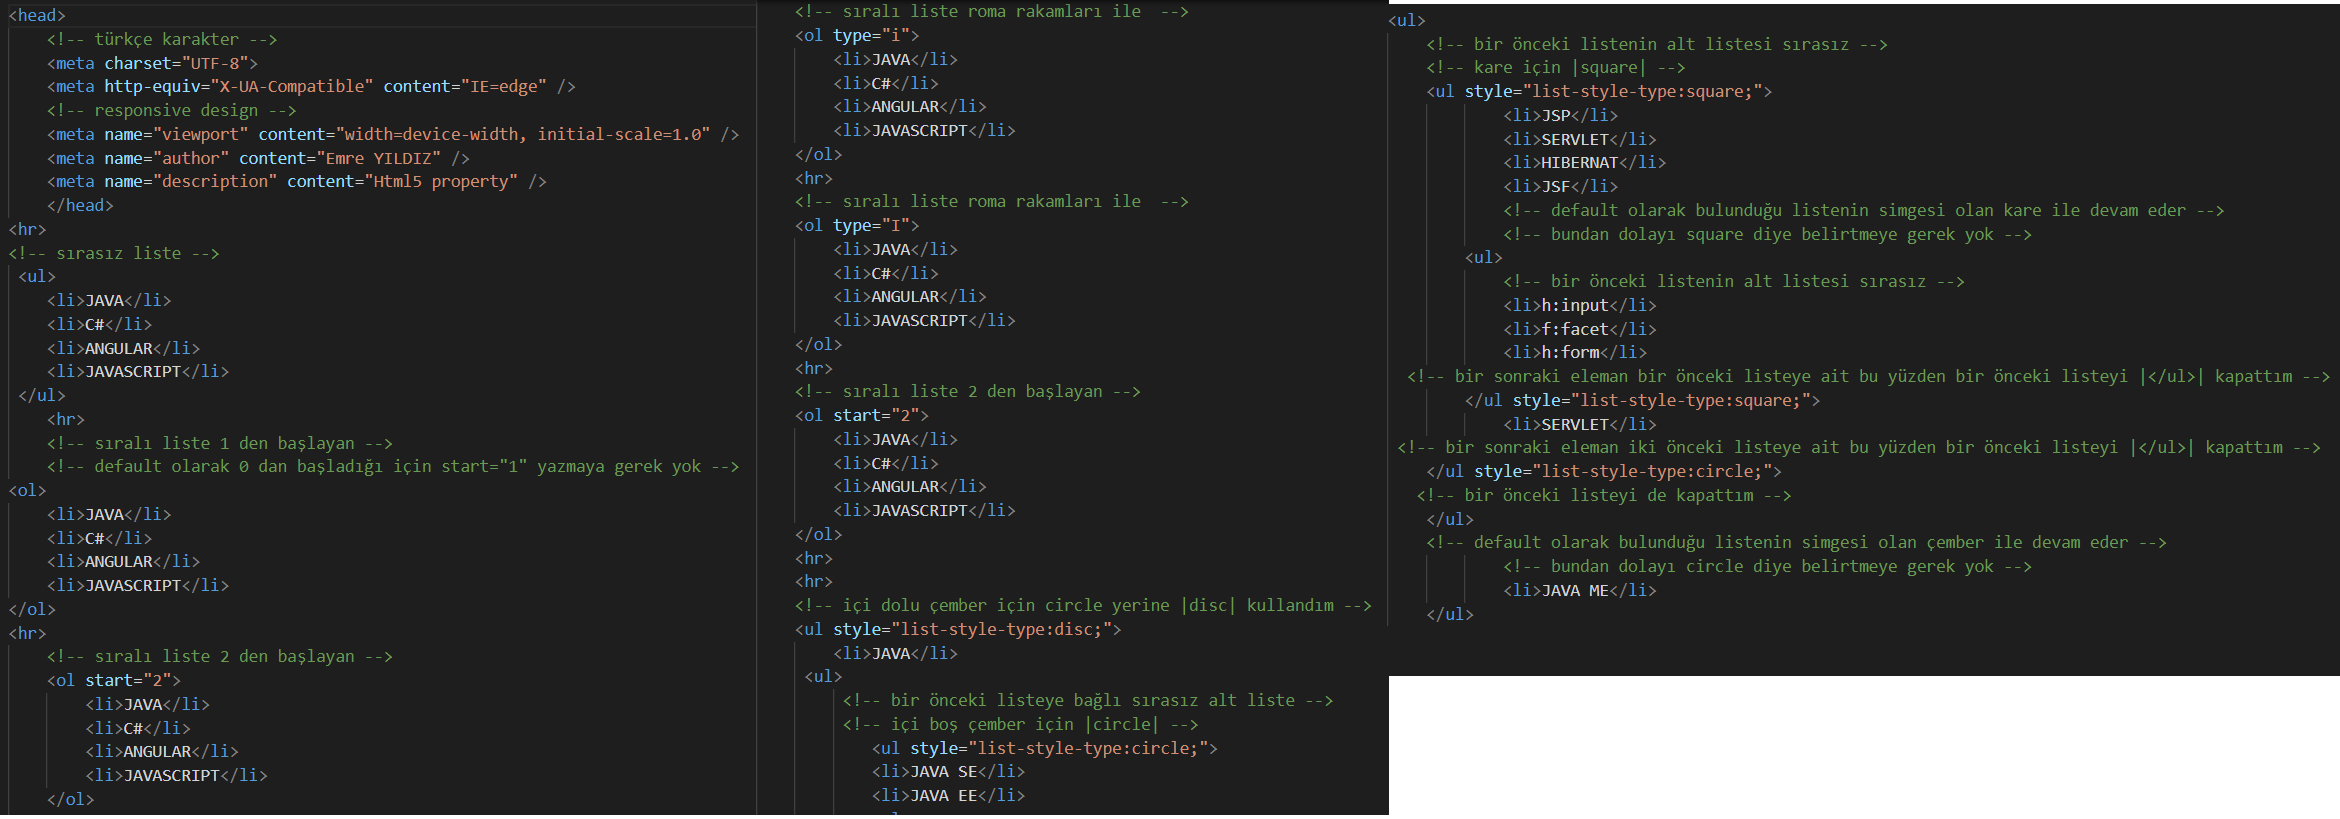 <head>
<!-- türkçe karakter -->
<meta charset="UTF-8">
<meta http-equiv="X-UA-Compatible" content="IE=edge" />
<!-- responsive design -->
<meta name="viewport" content="width=device-width, initial-scale=1.0" />
<meta name="author" content="Emre YILDIZ" />
<meta name="description" content="Html5 property" />
</head>
<hr>
<!-- sırasız liste -->
<ul>
<li>JAVA</li>
<li>C#</li>
<li>ANGULAR</li>
<li>JAVASCRIPT</li>
</ul>
<hr>
<!-- sıralı liste 1 den başlayan -->
<!-- default olarak 0 dan başladığı için start="1" yazmaya gerek yok -->
<ol>
<li>JAVA</li>
<li>C#</li>
<li>ANGULAR</li>
<li>JAVASCRIPT</li>
</ol>
<hr>
<!-- sıralı liste 2 den başlayan -->
<ol start="2">
<li>JAVA</li>
<li>C#</li>
<li>ANGULAR</li>
<li>JAVASCRIPT</li>
</ol>
<!-- sıralı liste roma rakamları ile  -->
<ol type="i">
<li>JAVA</li>
<li>C#</li>
<li>ANGULAR</li>
<li>JAVASCRIPT</li>
</ol>
<hr>
<!-- sıralı liste roma rakamları ile  -->
<ol type="I">
<li>JAVA</li>
<li>C#</li>
<li>ANGULAR</li>
<li>JAVASCRIPT</li>
</ol>
<hr>
<!-- sıralı liste 2 den başlayan -->
<ol start="2">
<li>JAVA</li>
<li>C#</li>
<li>ANGULAR</li>
<li>JAVASCRIPT</li>
</ol>
<hr>
<hr>
<!-- içi dolu çember için circle yerine |disc| kullandım -->
<ul style="list-style-type:disc;">
<li>JAVA</li>
<ul>
<!-- bir önceki listeye bağlı sırasız alt liste -->
<!-- içi boş çember için |circle| -->
<ul style="list-style-type:circle;">
<li>JAVA SE</li>
<li>JAVA EE</li>
<ul>
<!-- bir önceki listenin alt listesi sırasız -->
<!-- kare için |square| -->
<ul style="list-style-type:square;">
<li>JSP</li>
<li>SERVLET</li>
<li>HIBERNAT</li>
<li>JSF</li>
<!-- default olarak bulunduğu listenin simgesi olan kare ile devam eder -->
<!-- bundan dolayı square diye belirtmeye gerek yok -->
<ul>
<!-- bir önceki listenin alt listesi sırasız -->
<li>h:input</li>
<li>f:facet</li>
<li>h:form</li>
<!-- bir sonraki eleman bir önceki listeye ait bu yüzden bir önceki listeyi |</ul>| kapattım -->
</ul style="list-style-type:square;">
<li>SERVLET</li>
<!-- bir sonraki eleman iki önceki listeye ait bu yüzden bir önceki listeyi |</ul>| kapattım -->
</ul style="list-style-type:circle;">
<!-- bir önceki listeyi de kapattım -->
</ul>
<!-- default olarak bulunduğu listenin simgesi olan çember ile devam eder -->
<!-- bundan dolayı circle diye belirtmeye gerek yok -->
<li>JAVA ME</li>
</ul>